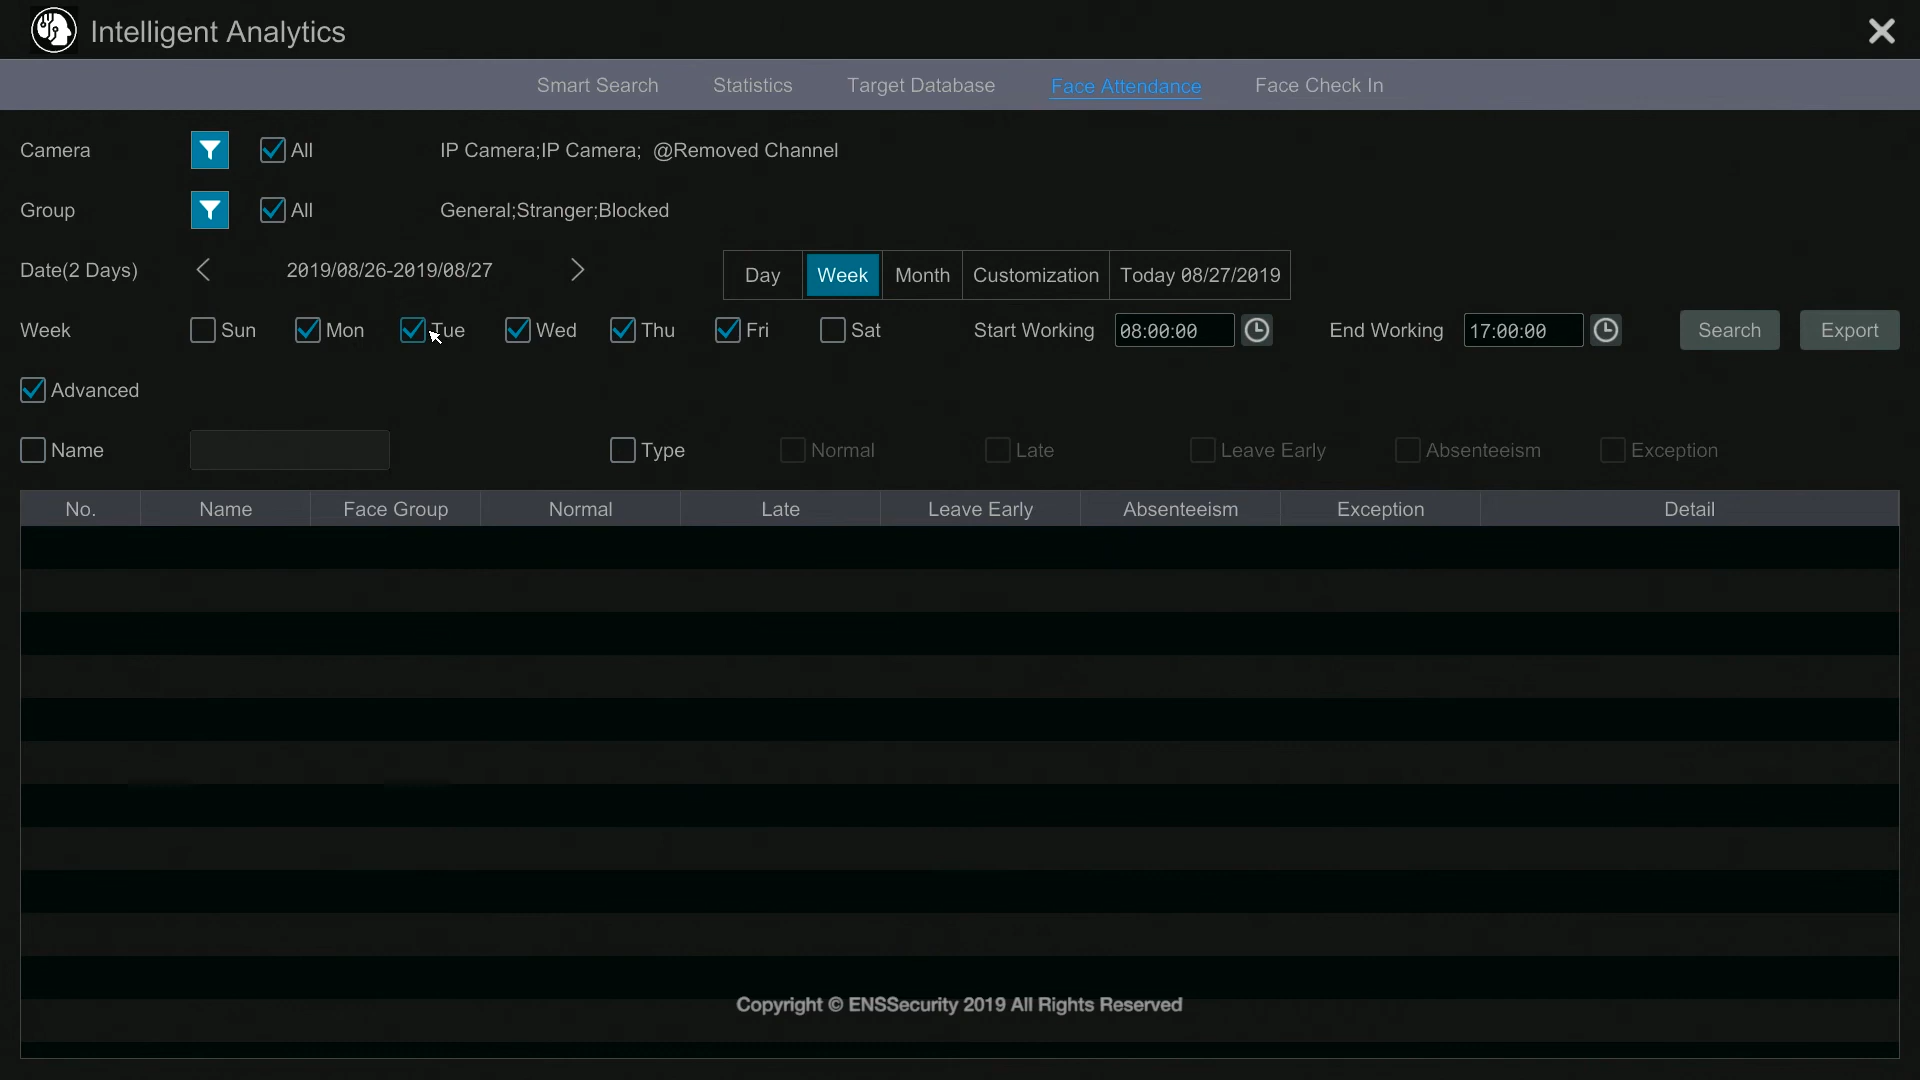 Intelligent Analytics
Smart Search Statistics Target Database Face Attendance Face Check In
Camera All IP Camera;IP Camera; @Removed Channel
Group All General;Stranger;Blocked
Date(2 Days) 2019/08/26-2019/08/27 Day Week Month Customization Today 08/27/2019
Week Sun Mon Tue Wed Thu Fri Sat Start Working 08:00:00 End Working 17:00:00 Search Export
Advanced
Name Type Normal Late Leave Early Absenteeism Exception
No. Name Face Group Normal Late Leave Early Absenteeism Exception Detail
Copyright © ENSSecurity 2019 All Rights Reserved